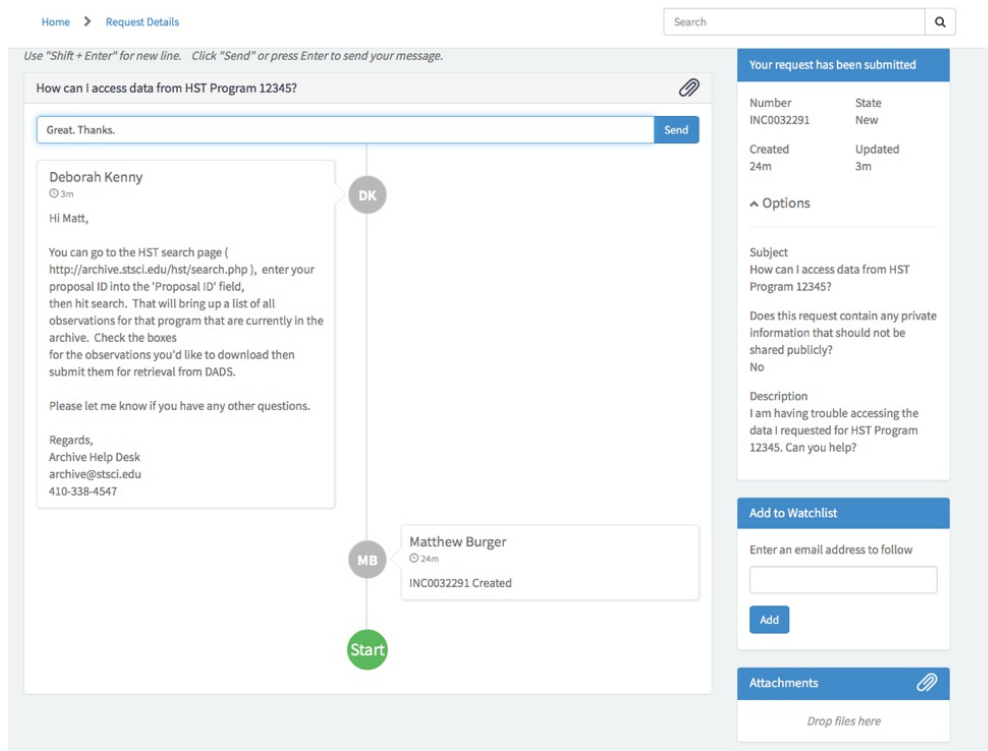 Home > Request Details
Search
Use "Shift + Enter" for new line. Click "Send" or press Enter to send your message.
How can I access data from HST Program 12345?
Great. Thanks.
Send
Deborah Kenny
3m
DK
Hi Matt,
You can go to the HST search page (
http://archive.stsci.edu/hst/search.php ), enter your
proposal ID into the 'Proposal ID' field,
then hit search. That will bring up a list of all
observations for that program that are currently in the
archive. Check the boxes
for the observations you'd like to download then
submit them for retrieval from DADS.
Please let me know if you have any other questions.
Regards,
Archive Help Desk
archive@stsci.edu
410-338-4547
MB
Matthew Burger
24m
INC0032291 Created
Start
Your request has been submitted
Number State
INC0032291 New
Created Updated
24m 3m
Options
Subject
How can I access data from HST
Program 12345?
Does this request contain any private
information that should not be
shared publicly?
No
Description
I am having trouble accessing the
data I requested for HST Program
12345. Can you help?
Add to Watchlist
Enter an email address to follow
Add
Attachments
Drop files here